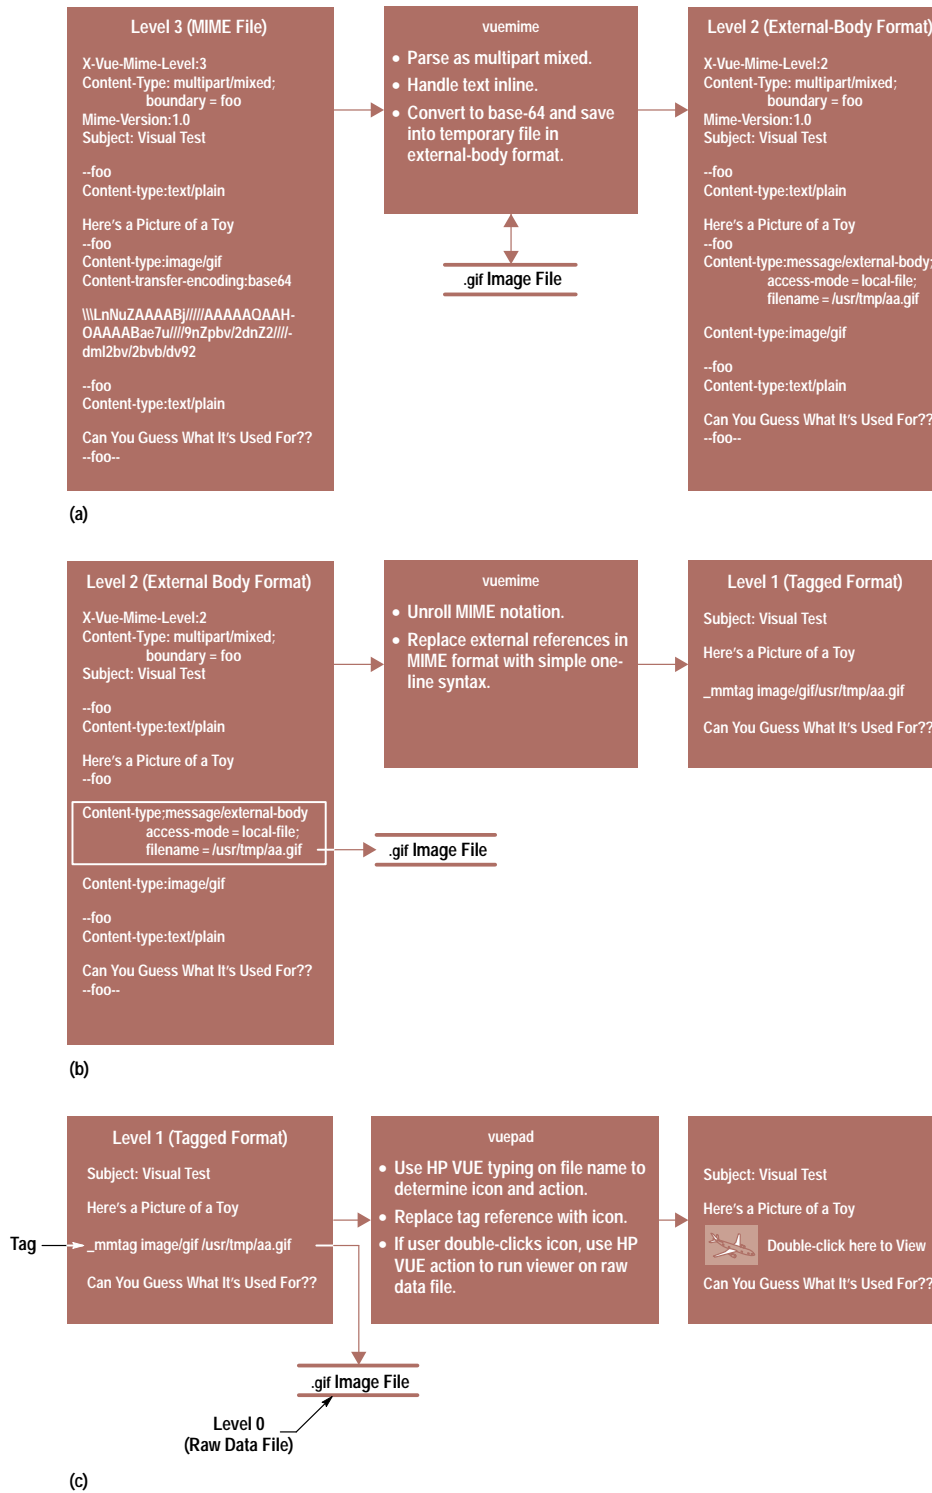 Level 3 (MIME File)
X-Vue-Mime-Level:3
Content-Type: multipart/mixed;
boundary = foo
Mime-Version:1.0
Subject: Visual Test
--foo
Content-type:text/plain
Here's a Picture of a Toy
--foo
Content-type:image/gif
Content-transfer-encoding:base64
\\\LnNuZAAAABj/////AAAAAQAAH-
OAAAABae7u////9nZpbv/2dnZ2////-
dml2bv/2bvb/dv92
--foo
Content-type:text/plain
Can You Guess What It's Used For??
--foo--
vuemime
• Parse as multipart mixed.
• Handle text inline.
• Convert to base-64 and save
into temporary file in
external-body format.
.gif Image File
Level 2 (External-Body Format)
X-Vue-Mime-Level:2
Content-Type: multipart/mixed;
boundary = foo
Mime-Version:1.0
Subject: Visual Test
--foo
Content-type:text/plain
Here's a Picture of a Toy
--foo
Content-type:message/external-body;
access-mode = local-file;
filename = /usr/tmp/aa.gif
Content-type:image/gif
--foo
Content-type:text/plain
Can You Guess What It's Used For??
--foo--
(a)
Level 2 (External Body Format)
X-Vue-Mime-Level:2
Content-Type: multipart/mixed;
boundary = foo
Subject: Visual Test
--foo
Content-type:text/plain
Here's a Picture of a Toy
--foo
Content-type;message/external-body
access-mode = local-file;
filename = /usr/tmp/aa.gif
Content-type:image/gif
--foo
Content-type:text/plain
Can You Guess What It's Used For??
--foo--
vuemime
• Unroll MIME notation.
• Replace external references in
MIME format with simple one-
line syntax.
.gif Image File
Level 1 (Tagged Format)
Subject: Visual Test
Here's a Picture of a Toy
_mmtag image/gif/usr/tmp/aa.gif
Can You Guess What It's Used For??
(b)
Level 1 (Tagged Format)
Subject: Visual Test
Here's a Picture of a Toy
Tag
_mmtag image/gif /usr/tmp/aa.gif
Can You Guess What It's Used For??
vuepad
• Use HP VUE typing on file name to
determine icon and action.
• Replace tag reference with icon.
• If user double-clicks icon, use HP
VUE action to run viewer on raw
data file.
Subject: Visual Test
Here's a Picture of a Toy
Double-click here to View
Can You Guess What It's Used For??
.gif Image File
Level 0
(Raw Data File)
(c)